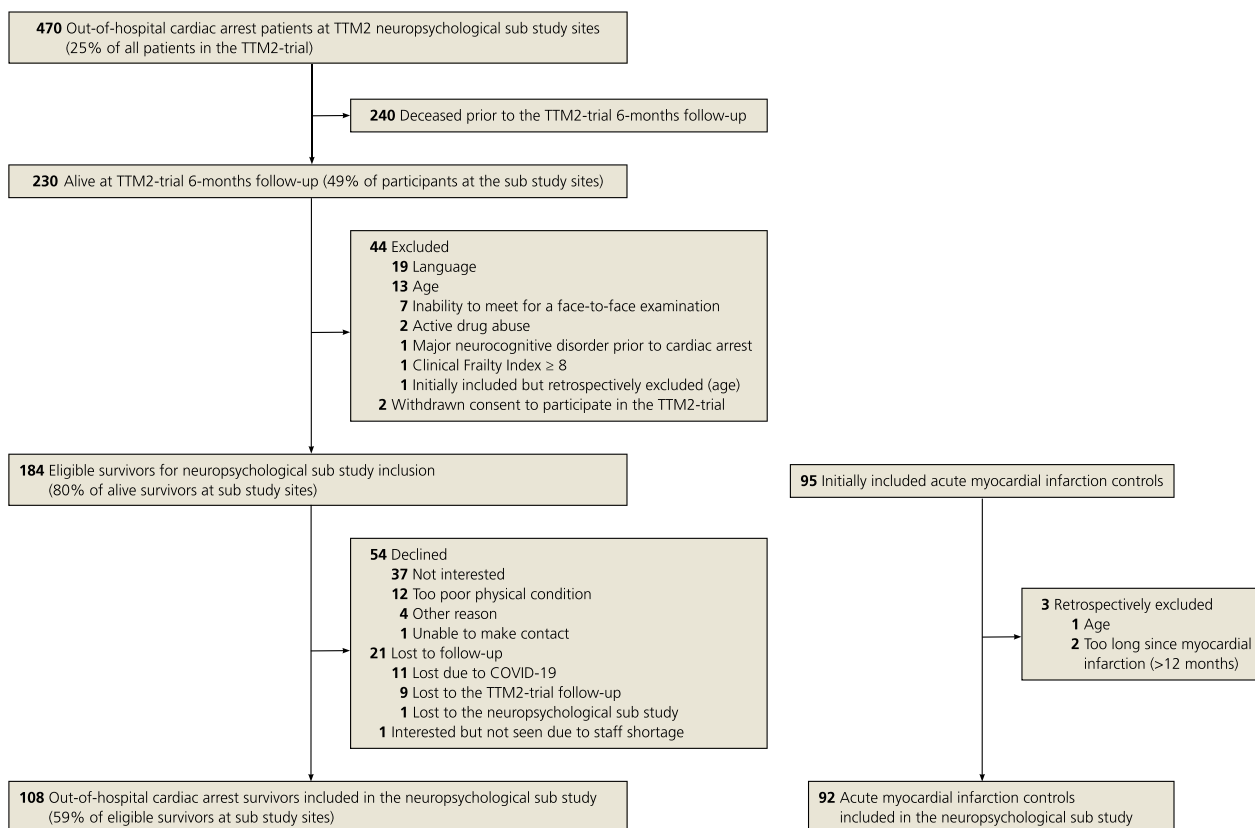 470 Out-of-hospital cardiac arrest patients at TTM2 neuropsychological sub study sites
(25% of all patients in the TTM2-trial)
240 Deceased prior to the TTM2-trial 6-months follow-up
230 Alive at TTM2-trial 6-months follow-up (49% of participants at the sub study sites)
44 Excluded
19 Language
13 Age
7 Inability to meet for a face-to-face examination
2 Active drug abuse
1 Major neurocognitive disorder prior to cardiac arrest
1 Clinical Frailty Index ≥ 8
1 Initially included but retrospectively excluded (age)
2 Withdrawn consent to participate in the TTM2-trial
184 Eligible survivors for neuropsychological sub study inclusion
(80% of alive survivors at sub study sites)
54 Declined
37 Not interested
12 Too poor physical condition
4 Other reason
1 Unable to make contact
21 Lost to follow-up
11 Lost due to COVID-19
9 Lost to the TTM2-trial follow-up
1 Lost to the neuropsychological sub study
1 Interested but not seen due to staff shortage
108 Out-of-hospital cardiac arrest survivors included in the neuropsychological sub study
(59% of eligible survivors at sub study sites)
95 Initially included acute myocardial infarction controls
3 Retrospectively excluded
1 Age
2 Too long since myocardial
infarction (>12 months)
92 Acute myocardial infarction controls
included in the neuropsychological sub study